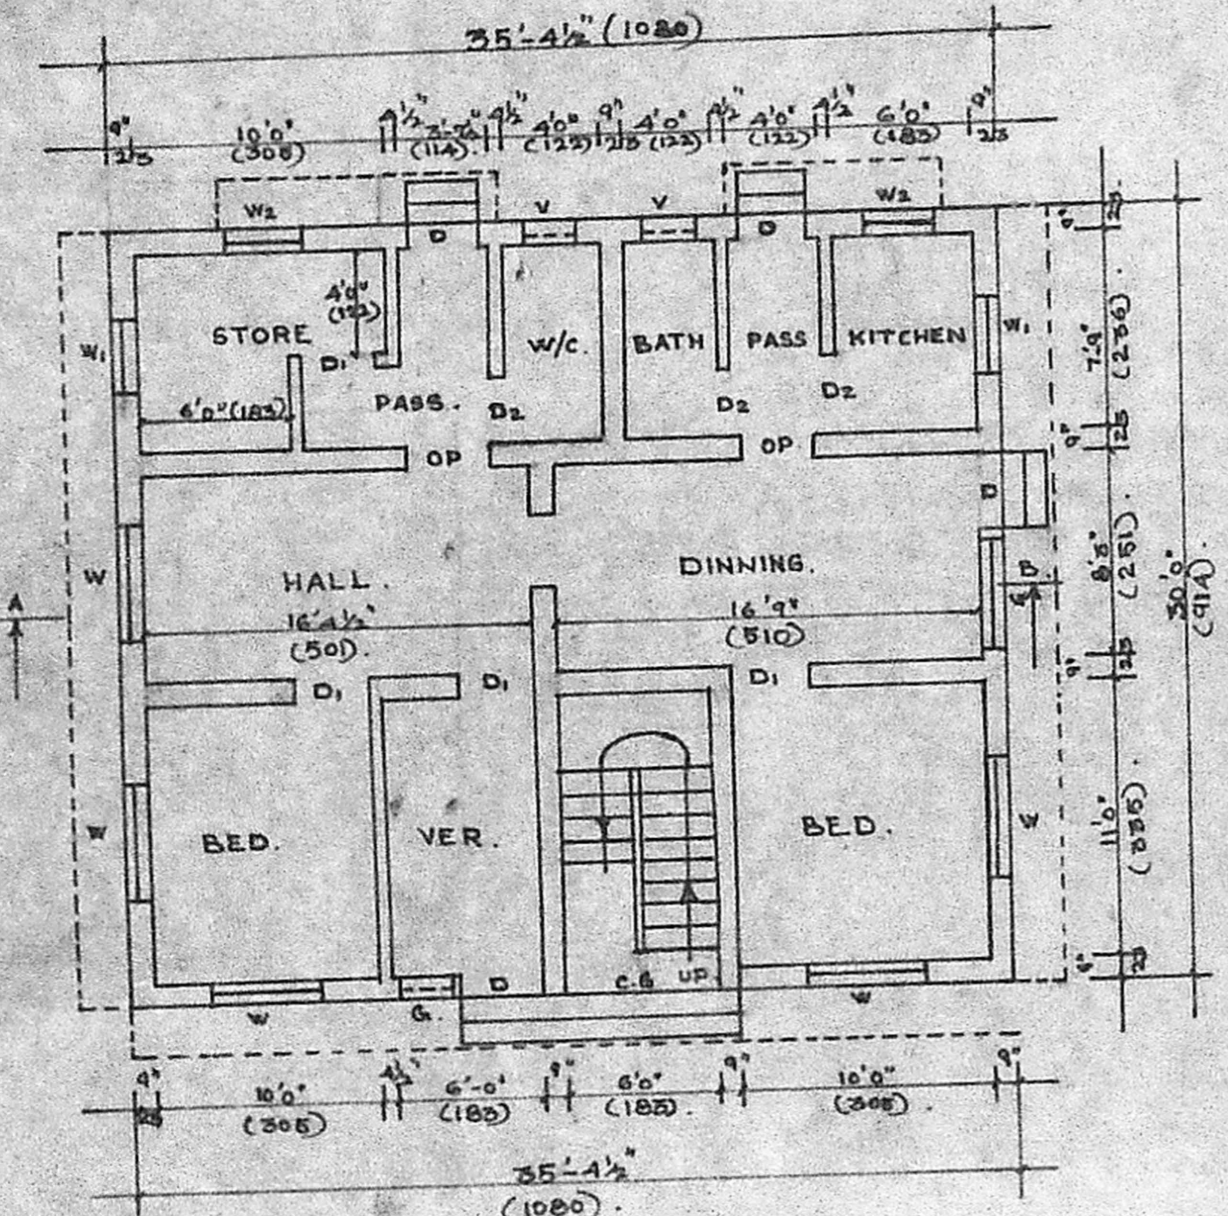 35'-4½" (1080)
9" 10'0" 4½" 4½" 4'0" 9" 4'0" 4½" 4'0" 4½" 6'0" 9"
23 (305) (114). (122) 23 (122) (122) (183) 23
W2 V V W2
D D
9" 23
4'0"
(122)
STORE W/C. BATH PASS KITCHEN
W1 W1
7'9" (236)
D1
PASS. D2 D2 D2
6'0" (183)
9" 23
OP OP
D
HALL. DINNING.
W
A B
8'3" (251).
30'0" (914).
16'4½" 16'9"
(501). (510)
9" 23
D1 D1 D1
BED. VER. BED.
W W
11'0" (335).
C.G UP
9" 23
W G. D W
9" 10'0" 4½" 6'-0" 9" 6'0" 9" 10'0" 9"
23 (305) (183) (183). (305).
35'-4½"
(1080).